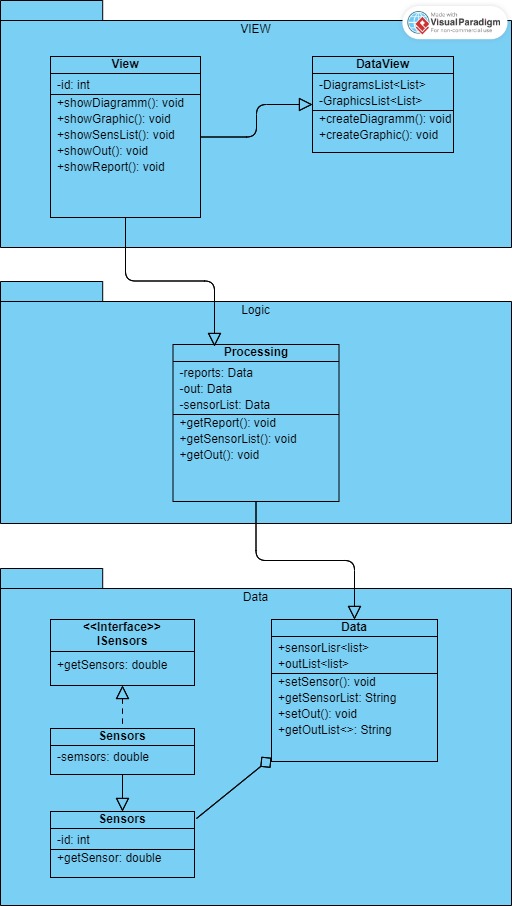 Made with
VisualParadigm
For non-commercial use
VIEW
View
-id: int
+showDiagramm(): void
+showGraphic(): void
+showSensList(): void
+showOut(): void
+showReport(): void
DataView
-DiagramsList<List>
-GraphicsList<List>
+createDiagramm(): void
+createGraphic(): void
Logic
Processing
-reports: Data
-out: Data
-sensorList: Data
+getReport(): void
+getSensorList(): void
+getOut(): void
Data
<<Interface>>
ISensors
+getSensors: double
Sensors
-semsors: double
Sensors
-id: int
+getSensor: double
Data
+sensorLisr<list>
+outList<list>
+setSensor(): void
+getSensorList: String
+setOut(): void
+getOutList<>: String